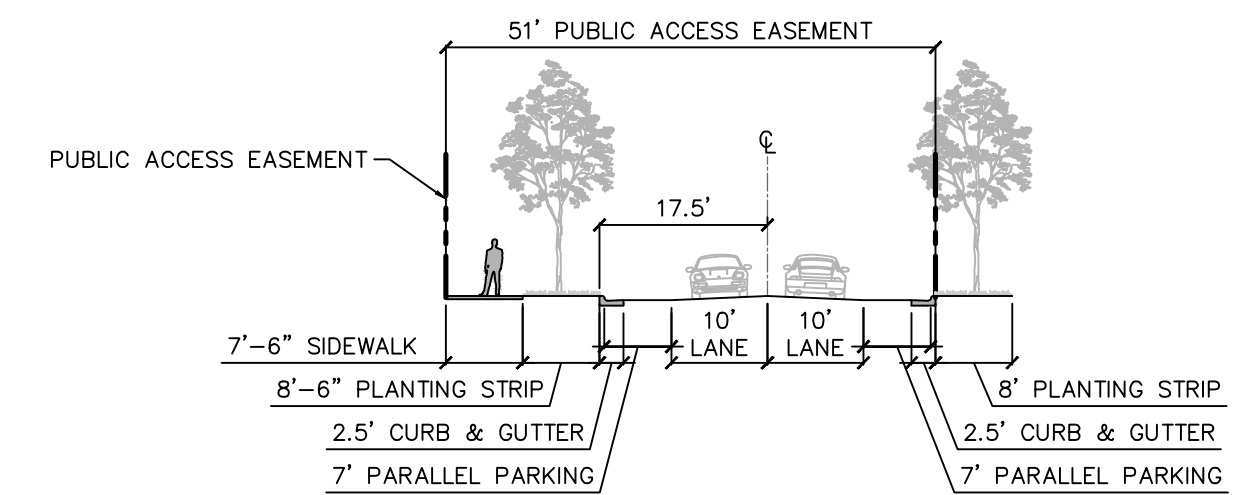 51' PUBLIC ACCESS EASEMENT
PUBLIC ACCESS EASEMENT
℄
17.5'
10'
LANE
10'
LANE
7'-6" SIDEWALK
8'-6" PLANTING STRIP
8' PLANTING STRIP
2.5' CURB & GUTTER
2.5' CURB & GUTTER
7' PARALLEL PARKING
7' PARALLEL PARKING